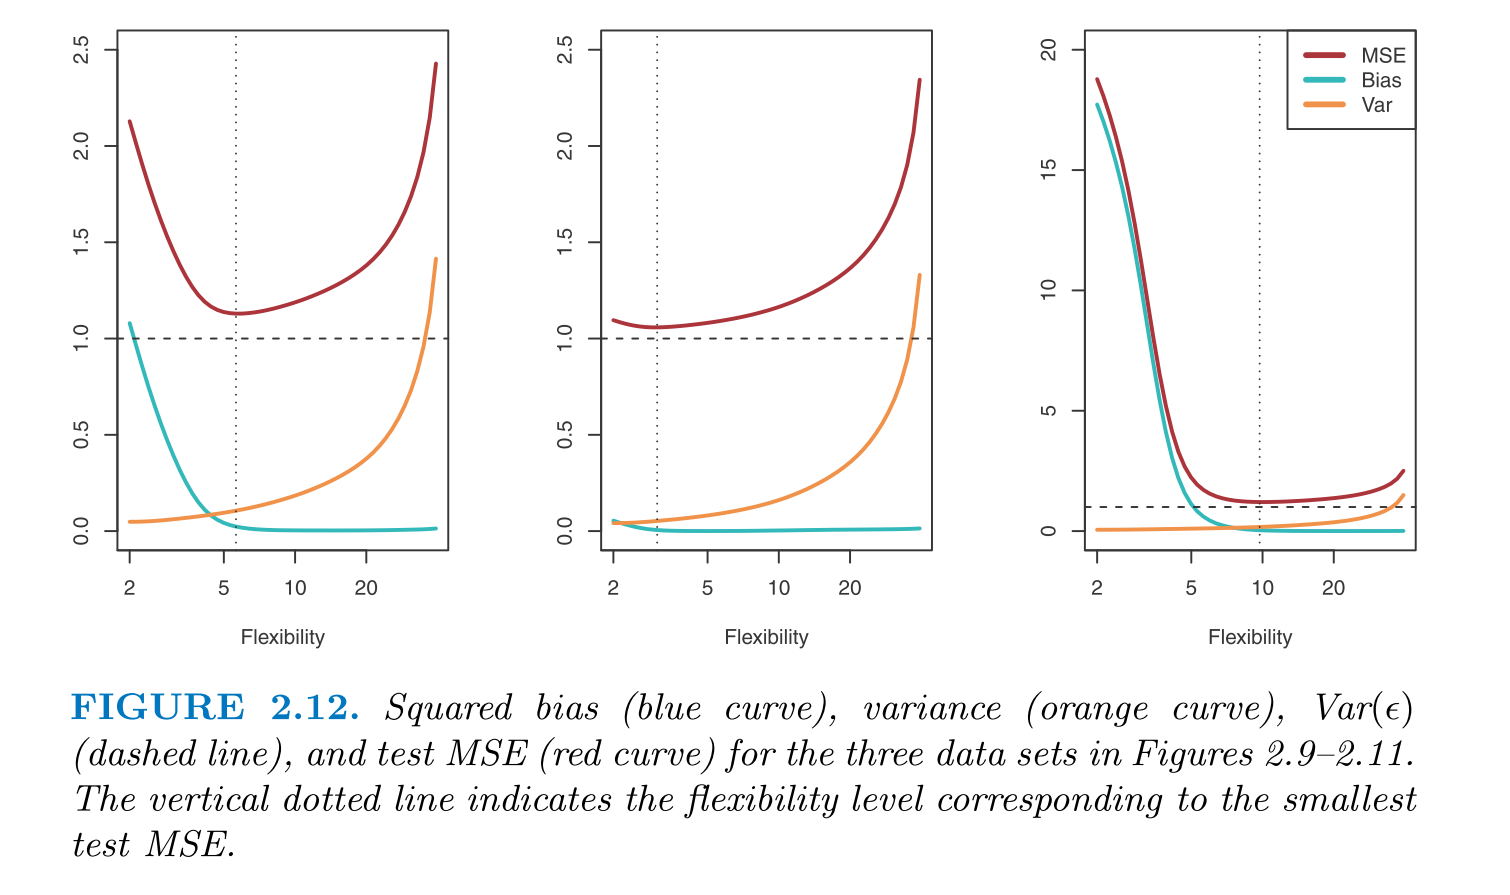 2.5
2.0
1.5
1.0
0.5
0.0
2 5 10 20
Flexibility
2.5
2.0
1.5
1.0
0.5
0.0
2 5 10 20
Flexibility
20
15
10
5
0
2 5 10 20
Flexibility
MSE
Bias
Var
FIGURE 2.12. Squared bias (blue curve), variance (orange curve), Var(ϵ)
(dashed line), and test MSE (red curve) for the three data sets in Figures 2.9–2.11.
The vertical dotted line indicates the flexibility level corresponding to the smallest
test MSE.